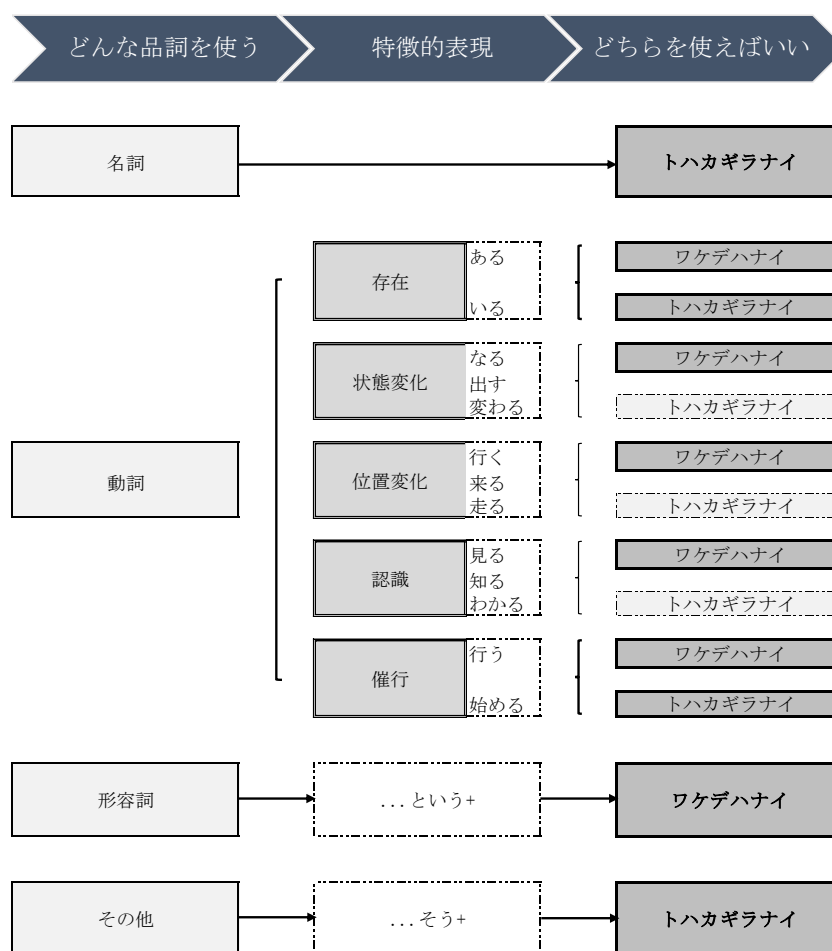 どんな品詞を使う
特徴的表現
どちらを使えばいい
名詞
トハカギラナイ
動詞
存在
ある
いる
ワケデハナイ
トハカギラナイ
状態変化
なる
出す
変わる
ワケデハナイ
トハカギラナイ
位置変化
行く
来る
走る
ワケデハナイ
トハカギラナイ
認識
見る
知る
わかる
ワケデハナイ
トハカギラナイ
催行
行う
始める
ワケデハナイ
トハカギラナイ
形容詞
...という+
ワケデハナイ
その他
...そう+
トハカギラナイ